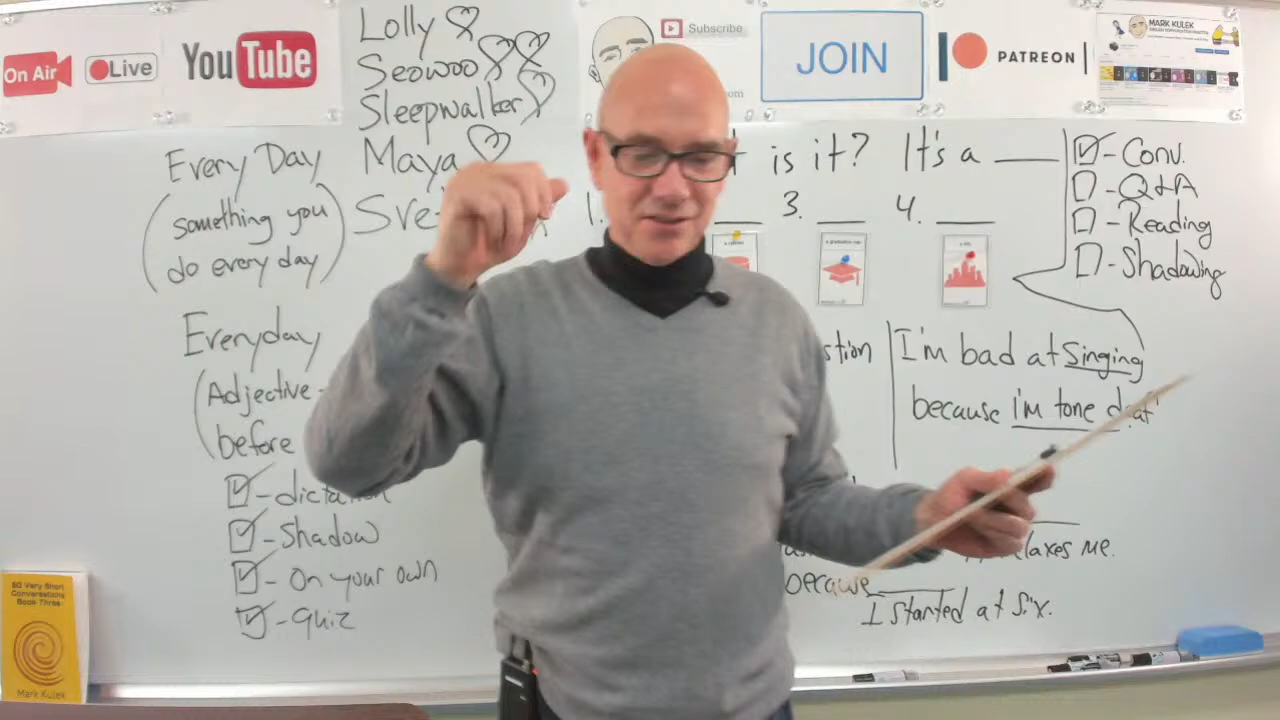 On Air
Live
YouTube
Lolly
Seowoo
Sleepwalker
Maya
Subscribe
JOIN
PATREON
MARK KULEK
Every Day
(something you
do every day)
Everyday
(Adjective
before
dictation
Shadow
On your own
quiz
is it? It's a
1.
3.
4.
Conv.
Q&A
Reading
Shadowing
I'm bad at Singing
because i'm tone deaf
relaxes me.
because
I started at six.
50 Very Short
Conversations
Book Three
Mark Kulek